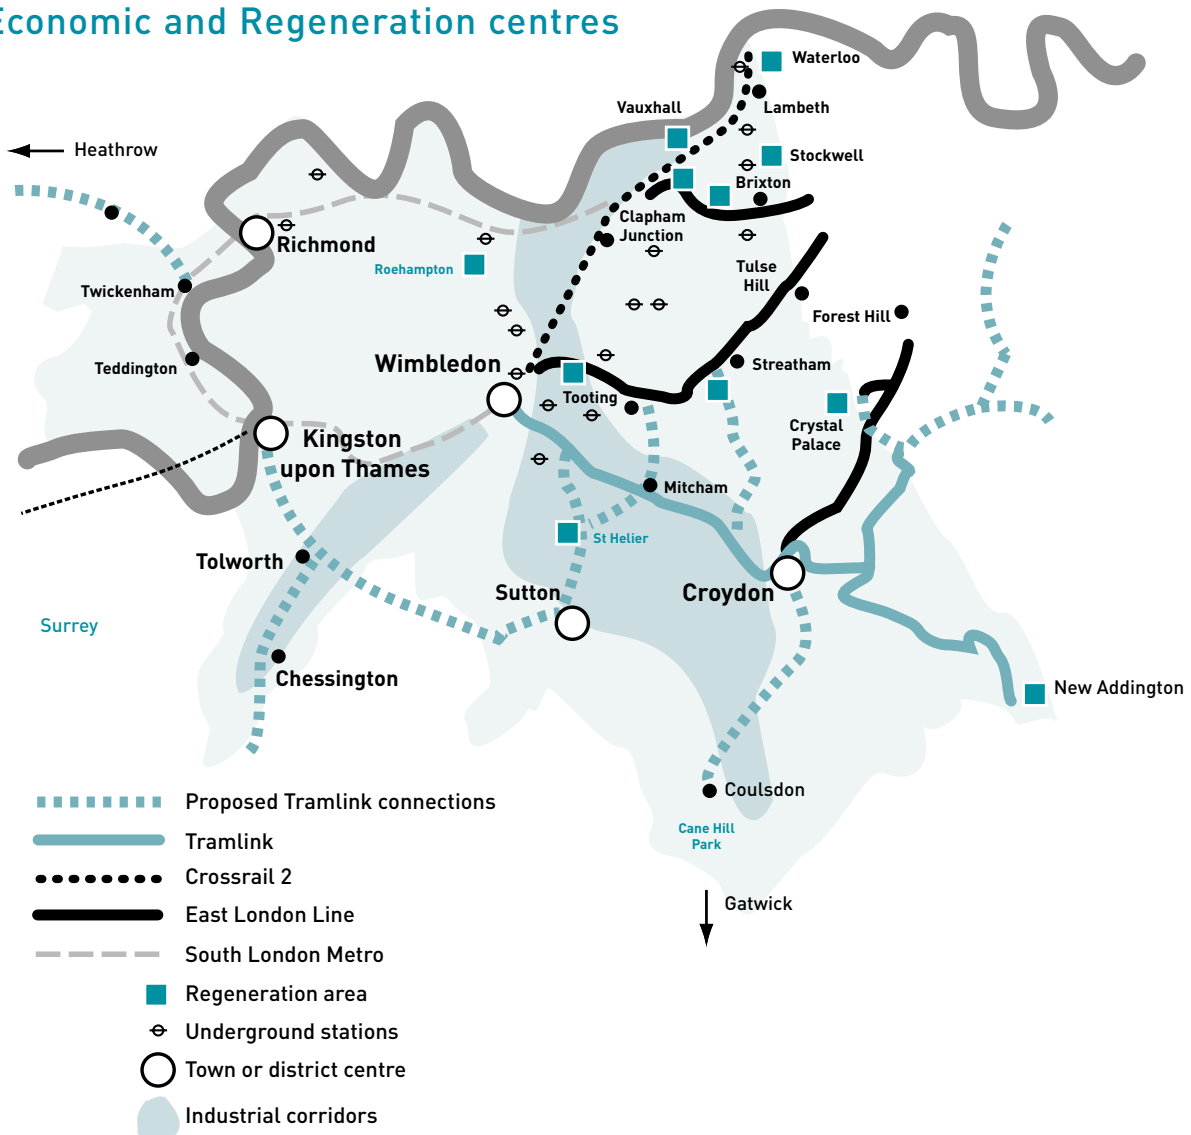 Economic and Regeneration centres
Waterloo
Vauxhall
Lambeth
Heathrow
Stockwell
Brixton
Clapham
Junction
Richmond
Roehampton
Tulse
Hill
Twickenham
Forest Hill
Wimbledon
Streatham
Teddington
Tooting
Crystal
Palace
Kingston
upon Thames
Mitcham
St Helier
Tolworth
Sutton
Croydon
Surrey
Chessington
New Addington
Coulsdon
Cane Hill
Park
Gatwick
Proposed Tramlink connections
Tramlink
Crossrail 2
East London Line
South London Metro
Regeneration area
Underground stations
Town or district centre
Industrial corridors